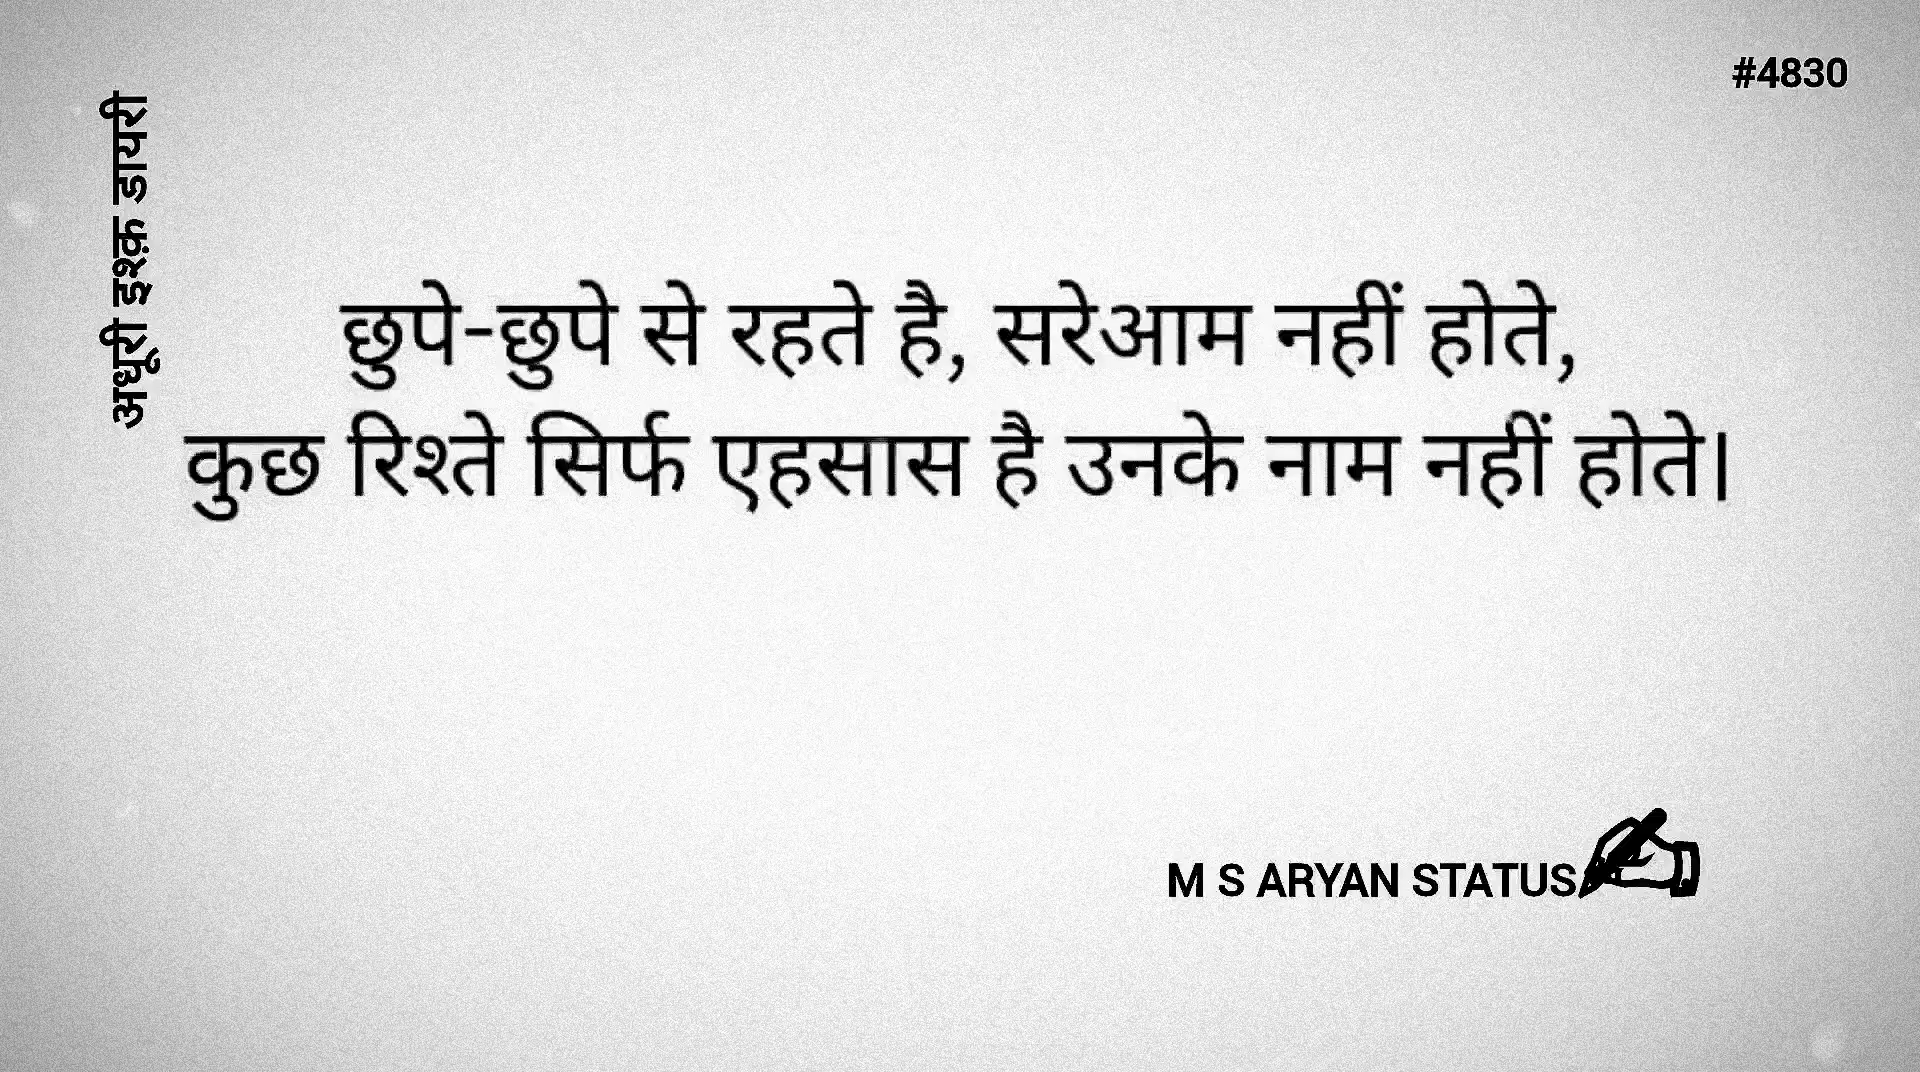 #4830
अधुरी इश्क़ डायरी
छुपे-छुपे से रहते है, सरेआम नहीं होते,
कुछ रिश्ते सिर्फ एहसास है उनके नाम नहीं होते।
M S ARYAN STATUS